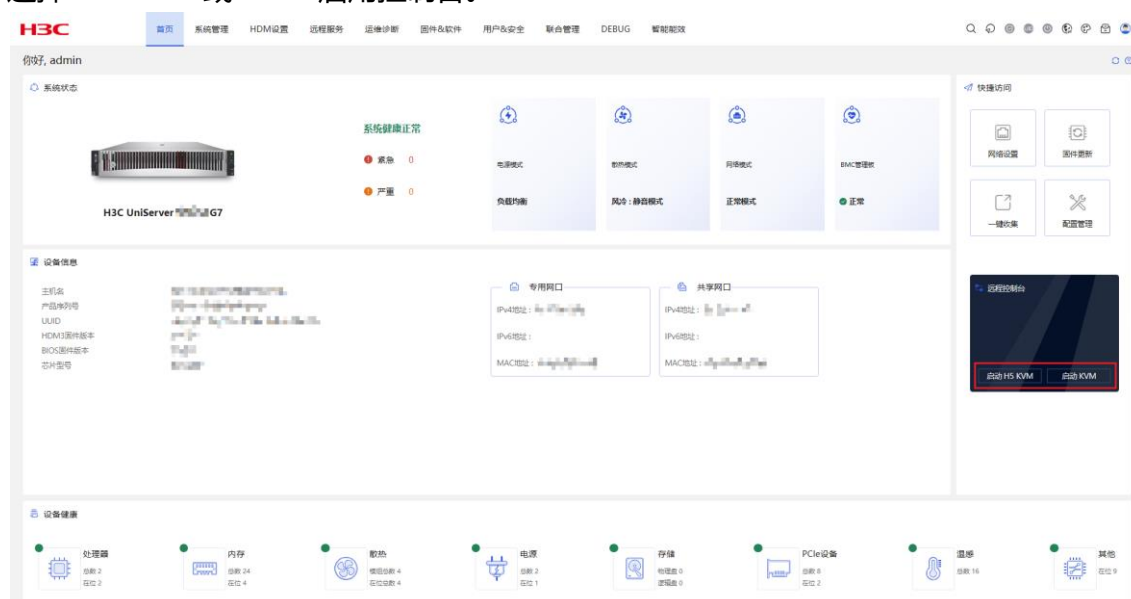 H3C 首页 系统管理 HDM设置 远程服务 运维诊断 固件&软件 用户&安全 联合管理 DEBUG 智能能效
你好, admin
系统状态
系统健康正常
紧急 0
严重 0
H3C UniServer G7
电源模式
负载均衡
散热模式
风冷 : 静音模式
网络模式
正常模式
BMC管理板
正常
快捷访问
网络设置
固件更新
一键收集
配置管理
设备信息
主机名
产品序列号
UUID
HDM3固件版本
BIOS固件版本
芯片型号
专用网口
IPv4地址 :
IPv6地址 :
MAC地址 :
共享网口
IPv4地址 :
IPv6地址 :
MAC地址 :
远程控制台
启动 H5 KVM 启动 KVM
设备健康
处理器
总数 2
在位 2
内存
总数 24
在位 4
散热
模组总数 4
在位总数 4
电源
总数 2
在位 1
存储
物理盘 0
逻辑盘 0
PCIe设备
总数 8
在位 2
温感
总数 16
其他
在位 9